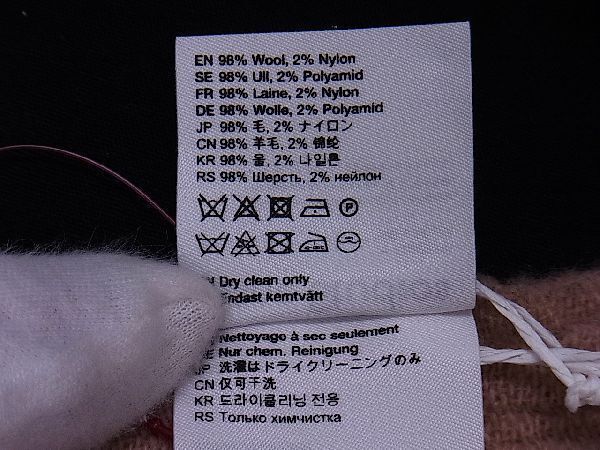 EN 98% Wool, 2% Nylon
SE 98% Ull, 2% Polyamid
FR 98% Laine, 2% Nylon
DE 98% Wolle, 2% Polyamid
JP 98% 毛, 2% ナイロン
CN 98% 羊毛, 2% 锦纶
KR 98% 울, 2% 나일론
RS 98% Шерсть, 2% нейлон
P
Dry clean only
Endast kemtvätt
Nettoyage à sec seulement
Nur chem. Reinigung
JP 洗濯はドライクリーニングのみ
CN 仅可干洗
KR 드라이클리닝 전용
RS Только химчистка